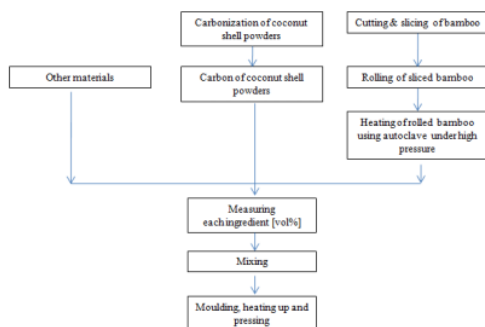 Carbonization of coconut
shell powders
Cutting & slicing of bamboo
Other materials
Carbon of coconut shell
powders
Rolling of sliced bamboo
Heating of rolled bamboo
using autoclave under high
pressure
Measuring
each ingredient [vol%]
Mixing
Moulding, heating up and
pressing